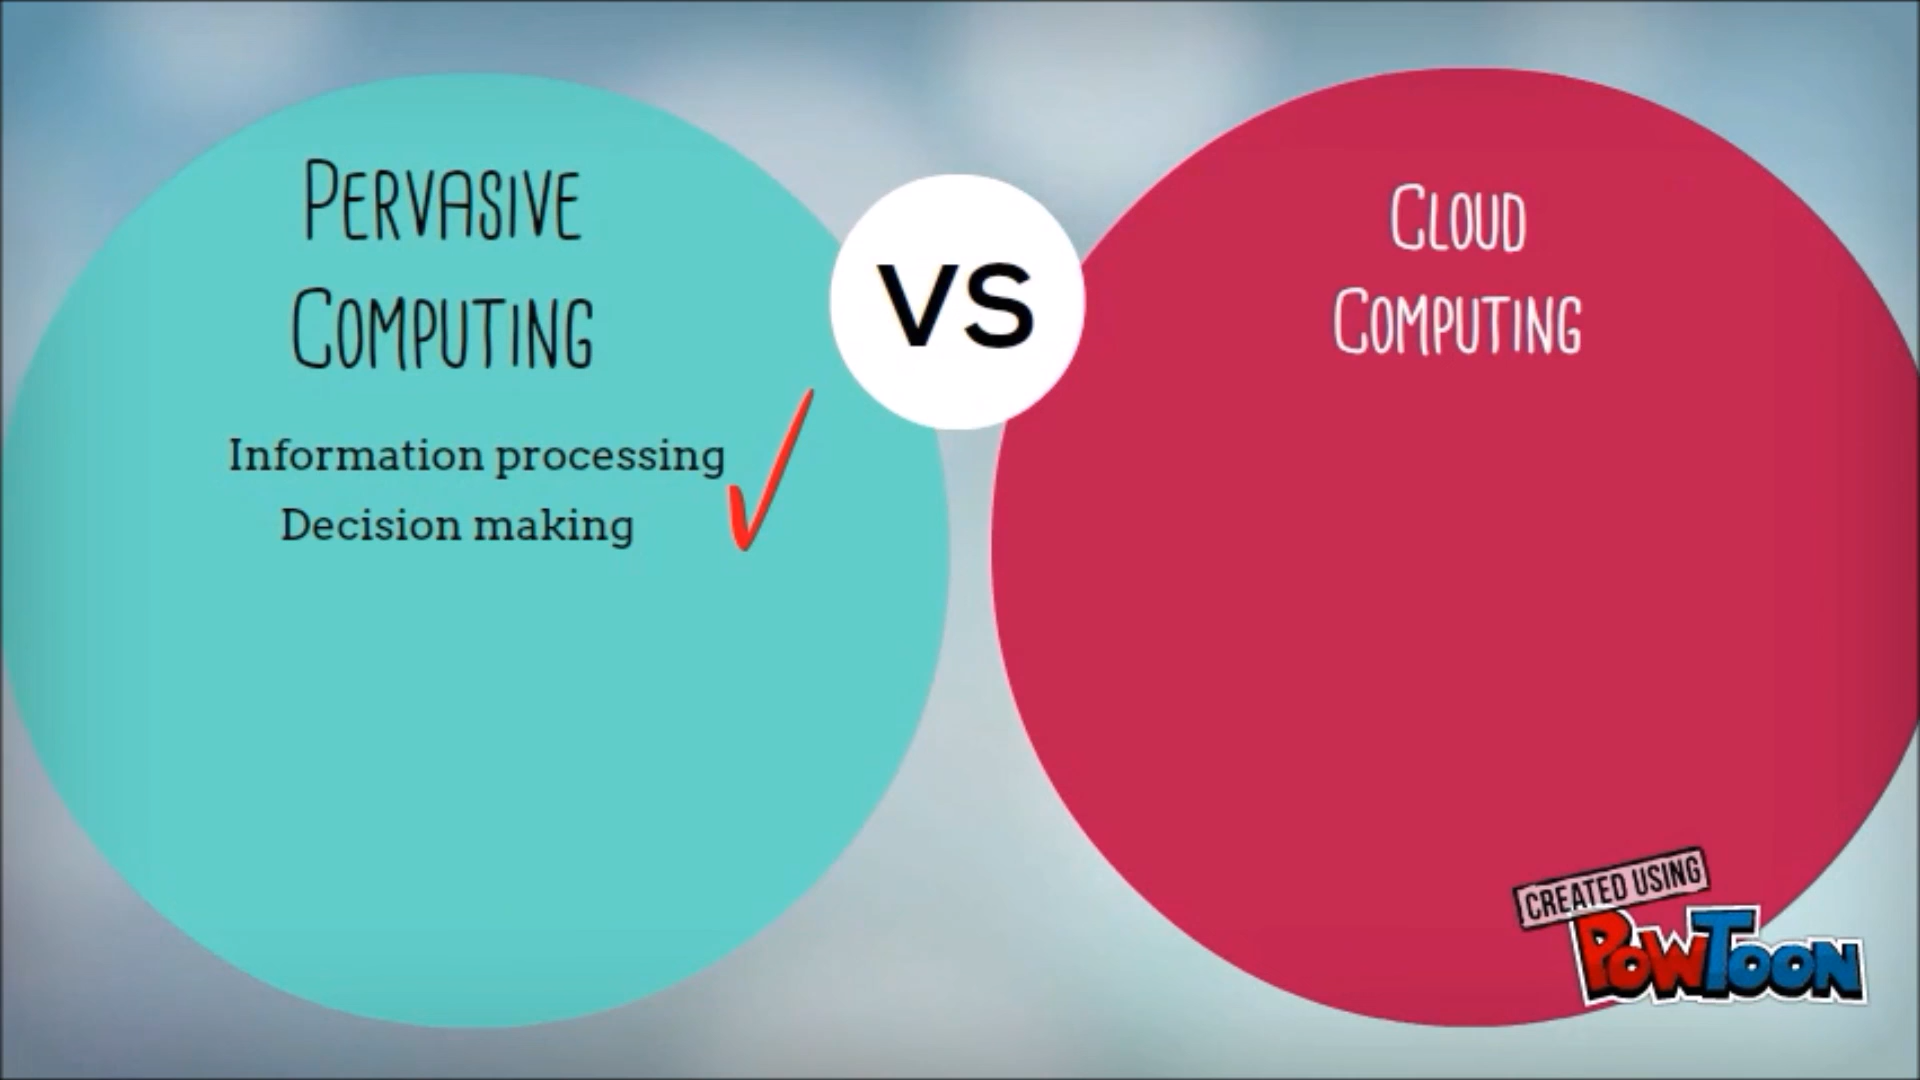 PERVASIVE
COMPUTING
Information processing
Decision making
VS
CLOUD
COMPUTING
CREATED USING
POWTOON